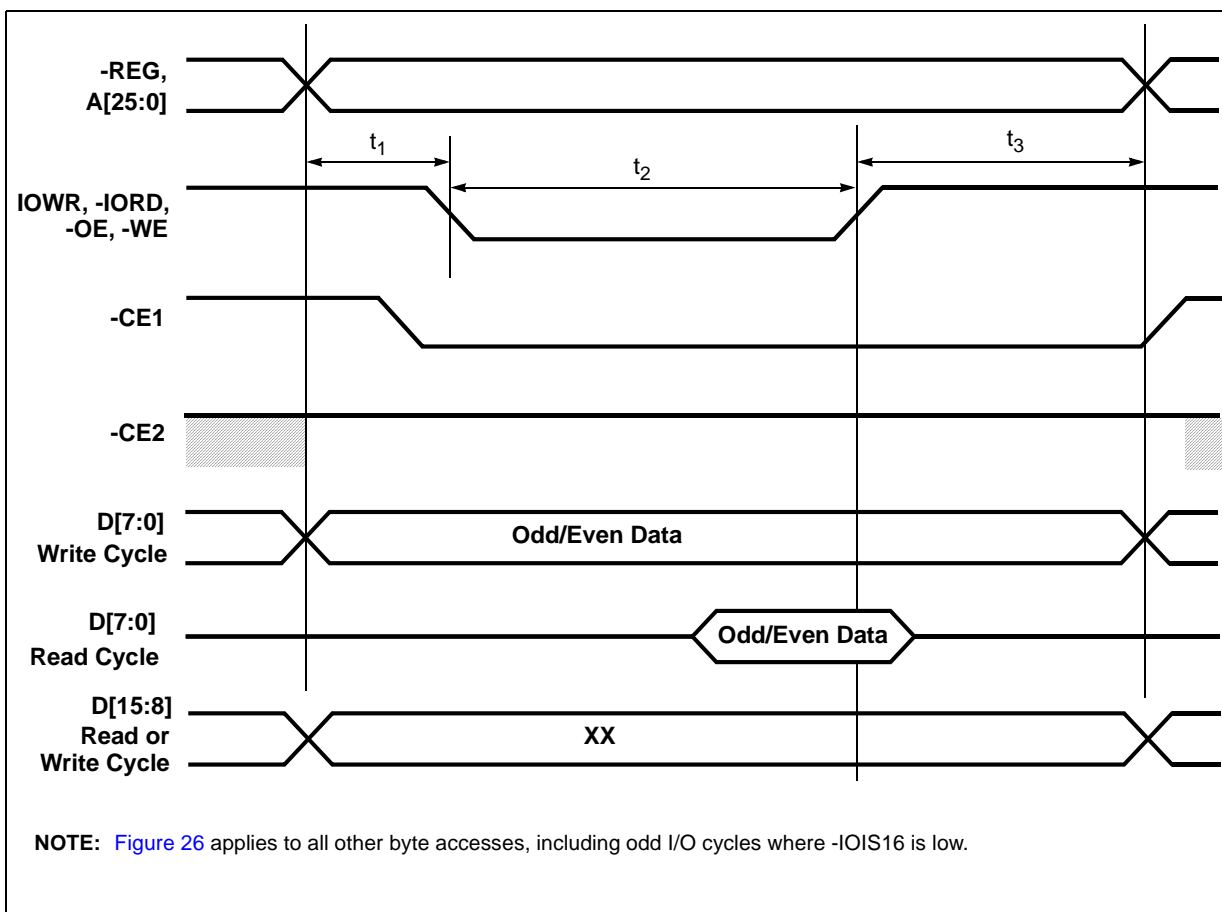 -REG,
A[25:0]
t1
t2
t3
IOWR, -IORD,
-OE, -WE
-CE1
-CE2
D[7:0]
Write Cycle
Odd/Even Data
D[7:0]
Read Cycle
Odd/Even Data
D[15:8]
Read or
Write Cycle
XX
NOTE: Figure 26 applies to all other byte accesses, including odd I/O cycles where -IOIS16 is low.